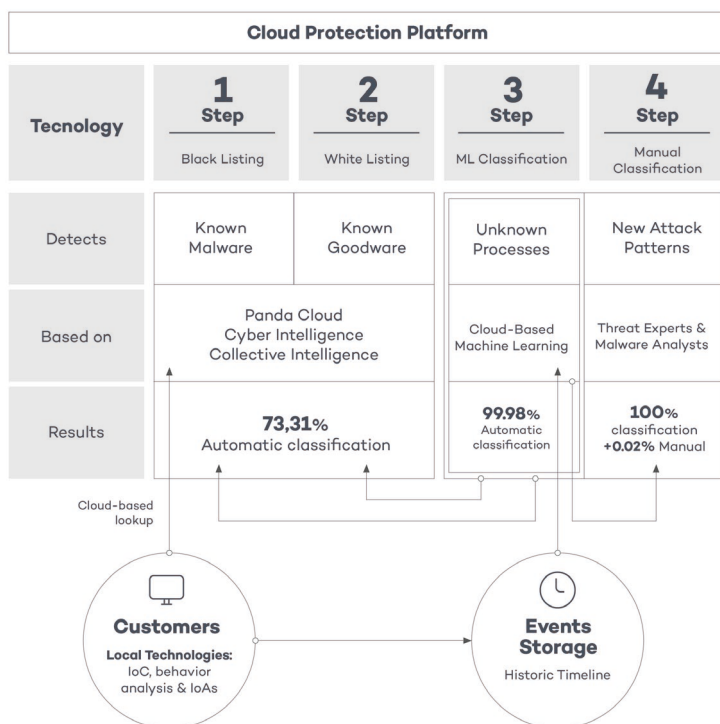 Cloud Protection Platform
Tecnology
1
Step
Black Listing
2
Step
White Listing
3
Step
ML Classification
4
Step
Manual
Classification
Detects
Known
Malware
Known
Goodware
Unknown
Processes
New Attack
Patterns
Based on
Panda Cloud
Cyber Intelligence
Collective Intelligence
Cloud-Based
Machine Learning
Threat Experts &
Malware Analysts
Results
73,31%
Automatic classification
99.98%
Automatic
classification
100%
classification
+0.02% Manual
Cloud-based
lookup
Customers
Local Technologies:
IoC, behavior
analysis & IoAs
Events
Storage
Historic Timeline